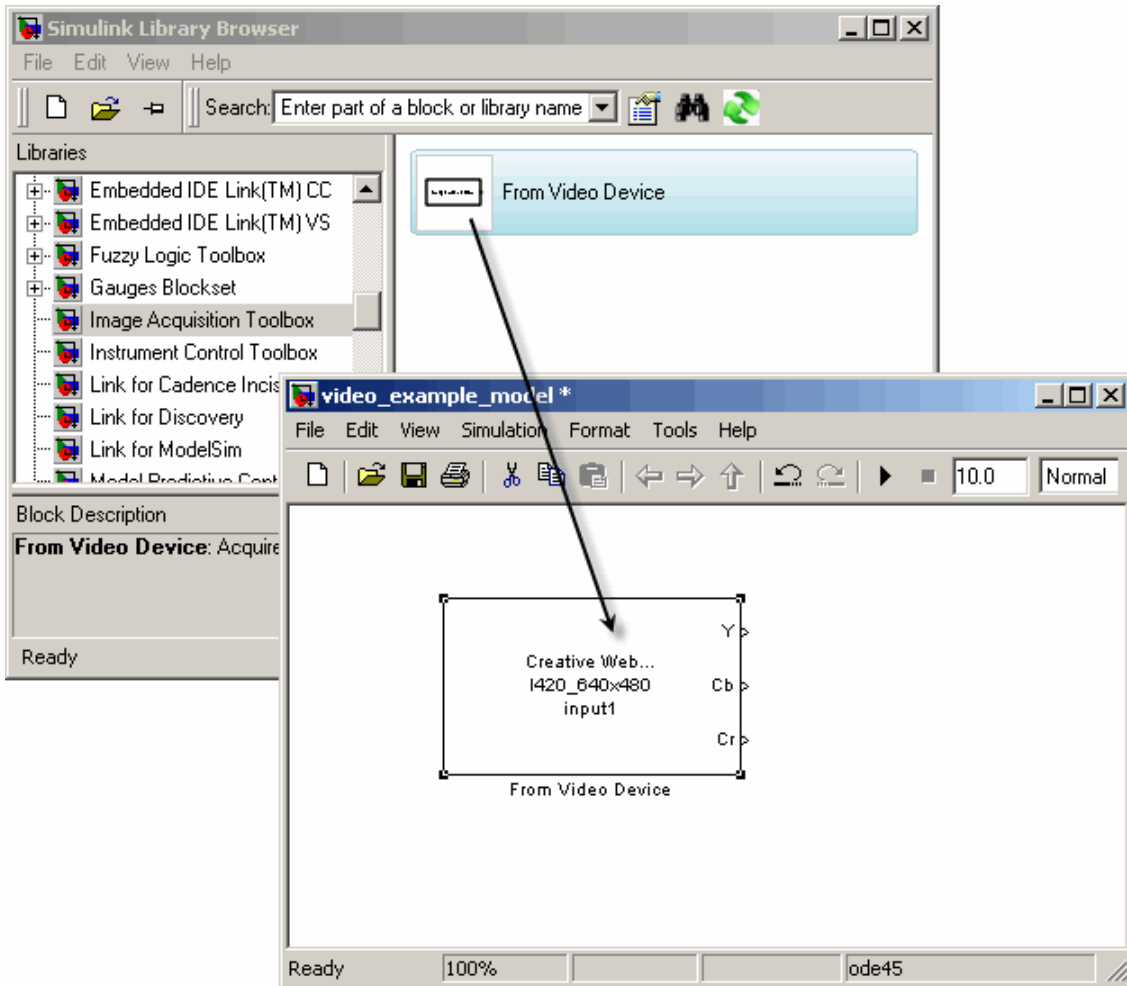 Simulink Library Browser
File Edit View Help
Search: Enter part of a block or library name
Libraries
Embedded IDE Link(TM) CC
Embedded IDE Link(TM) VS
Fuzzy Logic Toolbox
Gauges Blockset
Image Acquisition Toolbox
Instrument Control Toolbox
Link for Cadence Incis
Link for Discovery
Link for ModelSim
Model Predictive Cont
From Video Device
Block Description
From Video Device: Acquire
Ready
video_example_model *
File Edit View Simulation Format Tools Help
10.0 Normal
Creative Web...
I420_640x480
input1
Y
Cb
Cr
From Video Device
Ready 100% ode45